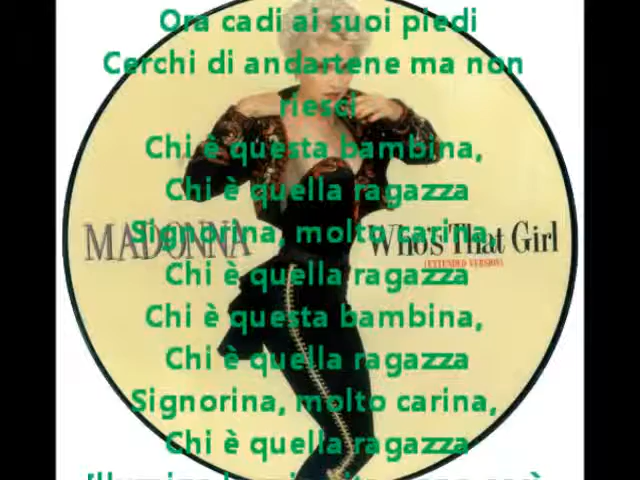 Ora cadi ai suoi piedi
Cerchi di andartene ma non
riesci
Chi è questa bambina,
Chi è quella ragazza
MADONNA
Signorina, molto carina,
Who's That Girl
(EXTENDED VERSION)
Chi è quella ragazza
Chi è questa bambina,
Chi è quella ragazza
Signorina, molto carina,
Chi è quella ragazza